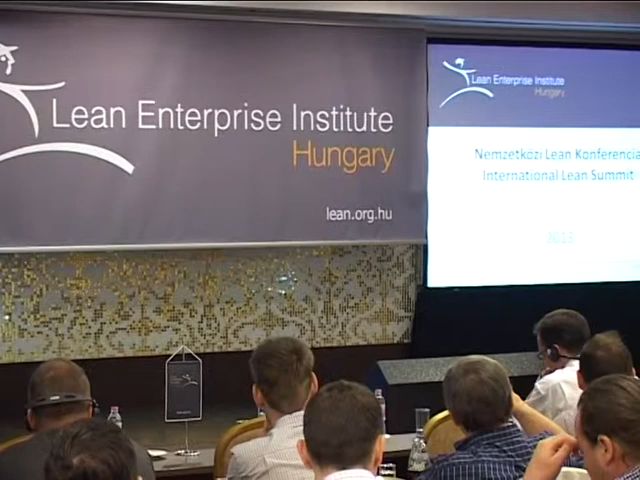 Lean Enterprise Institute
Hungary
lean.org.hu
Lean Enterprise Institute
Hungary
Nemzetközi Lean Konferencia
International Lean Summit
2013